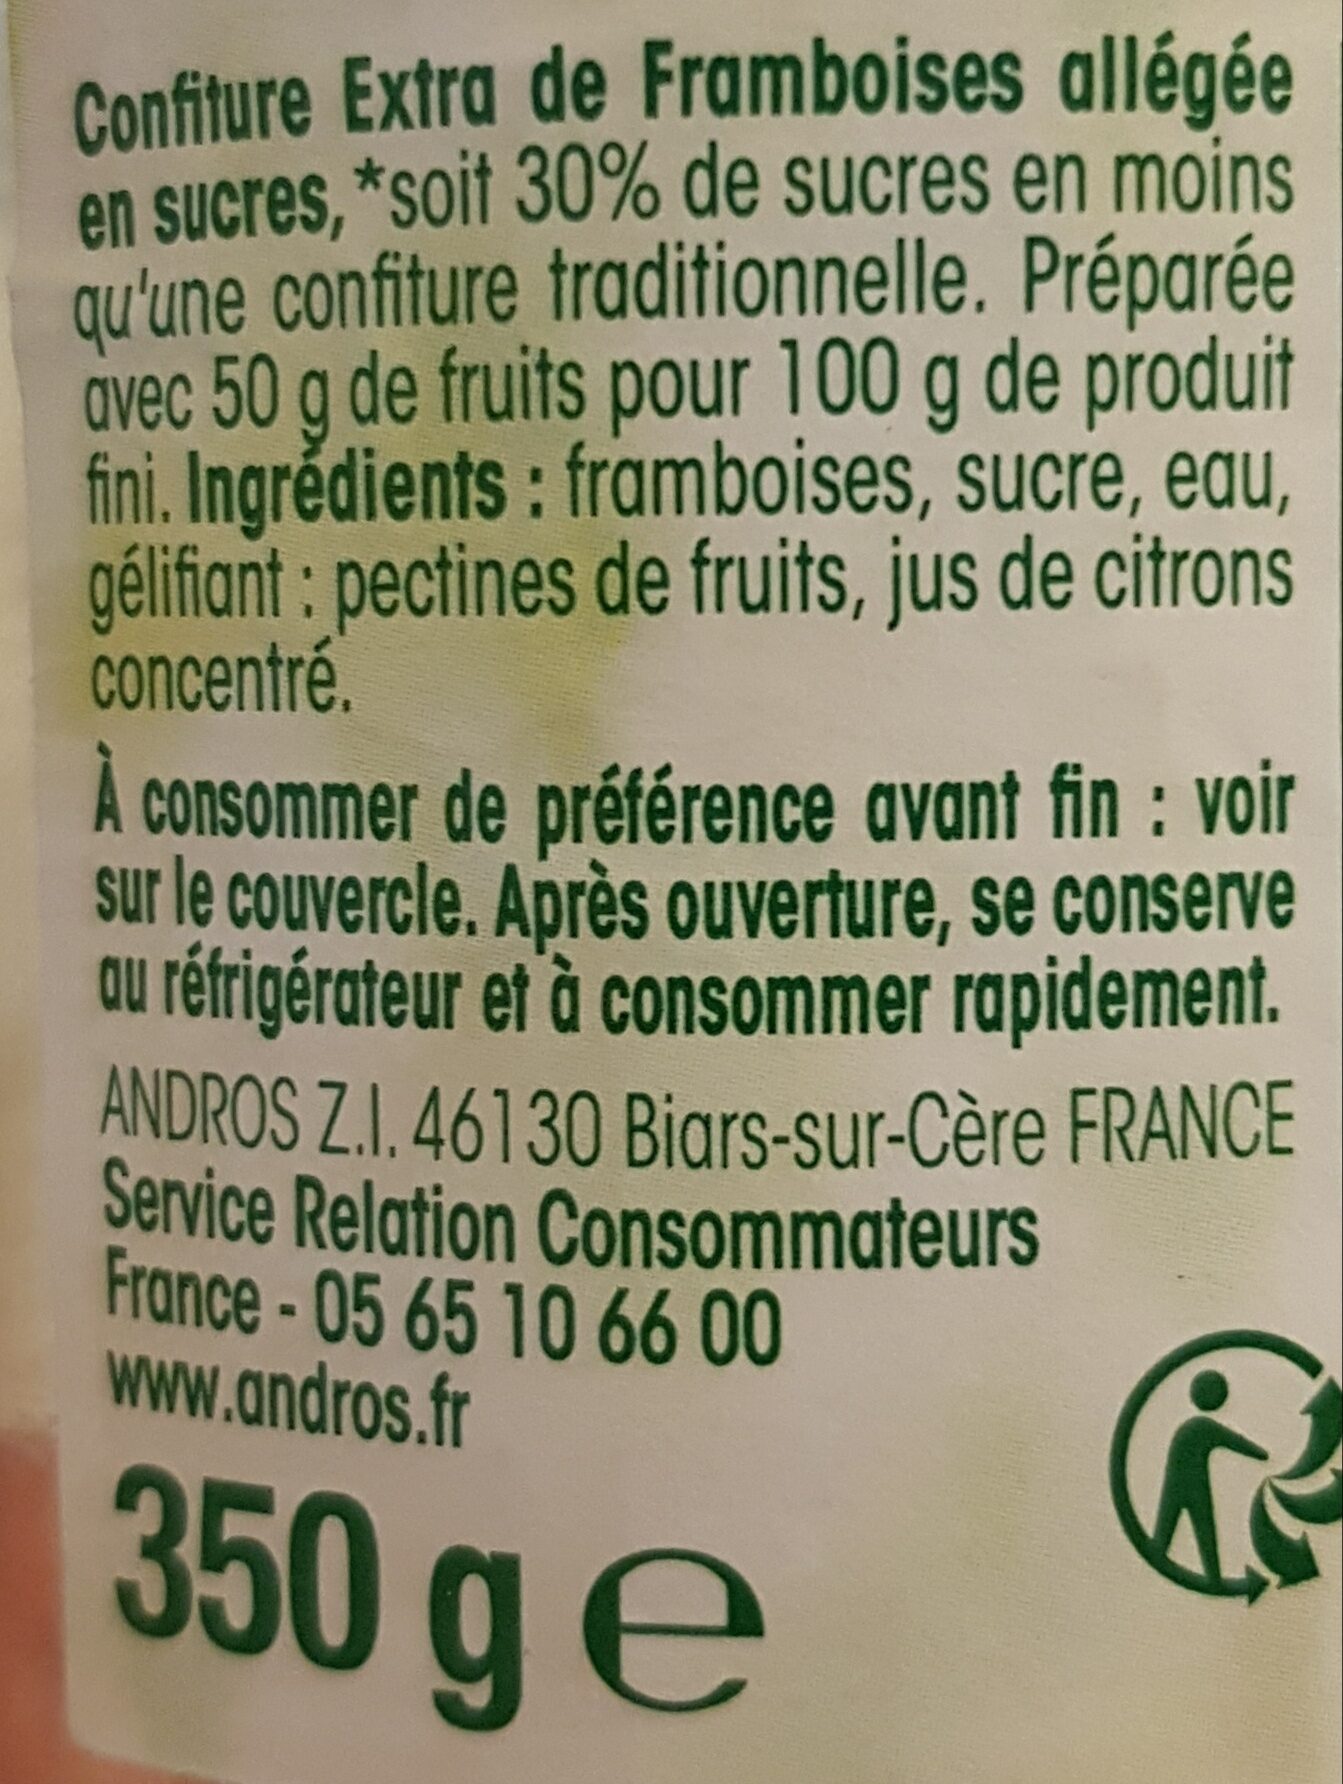 Confiture Extra de Framboises allégée
en sucres, *soit 30% de sucres en moins
qu'une confiture traditionnelle. Préparée
avec 50 g de fruits pour 100 g de produit
fini. Ingrédients : framboises, sucre, eau,
gélifiant : pectines de fruits, jus de citrons
concentré.
À consommer de préférence avant fin : voir
sur le couvercle. Après ouverture, se conserve
au réfrigérateur et à consommer rapidement.
ANDROS Z.I. 46130 Biars-sur-Cère FRANCE
Service Relation Consommateurs
France - 05 65 10 66 00
www.andros.fr
350 g e